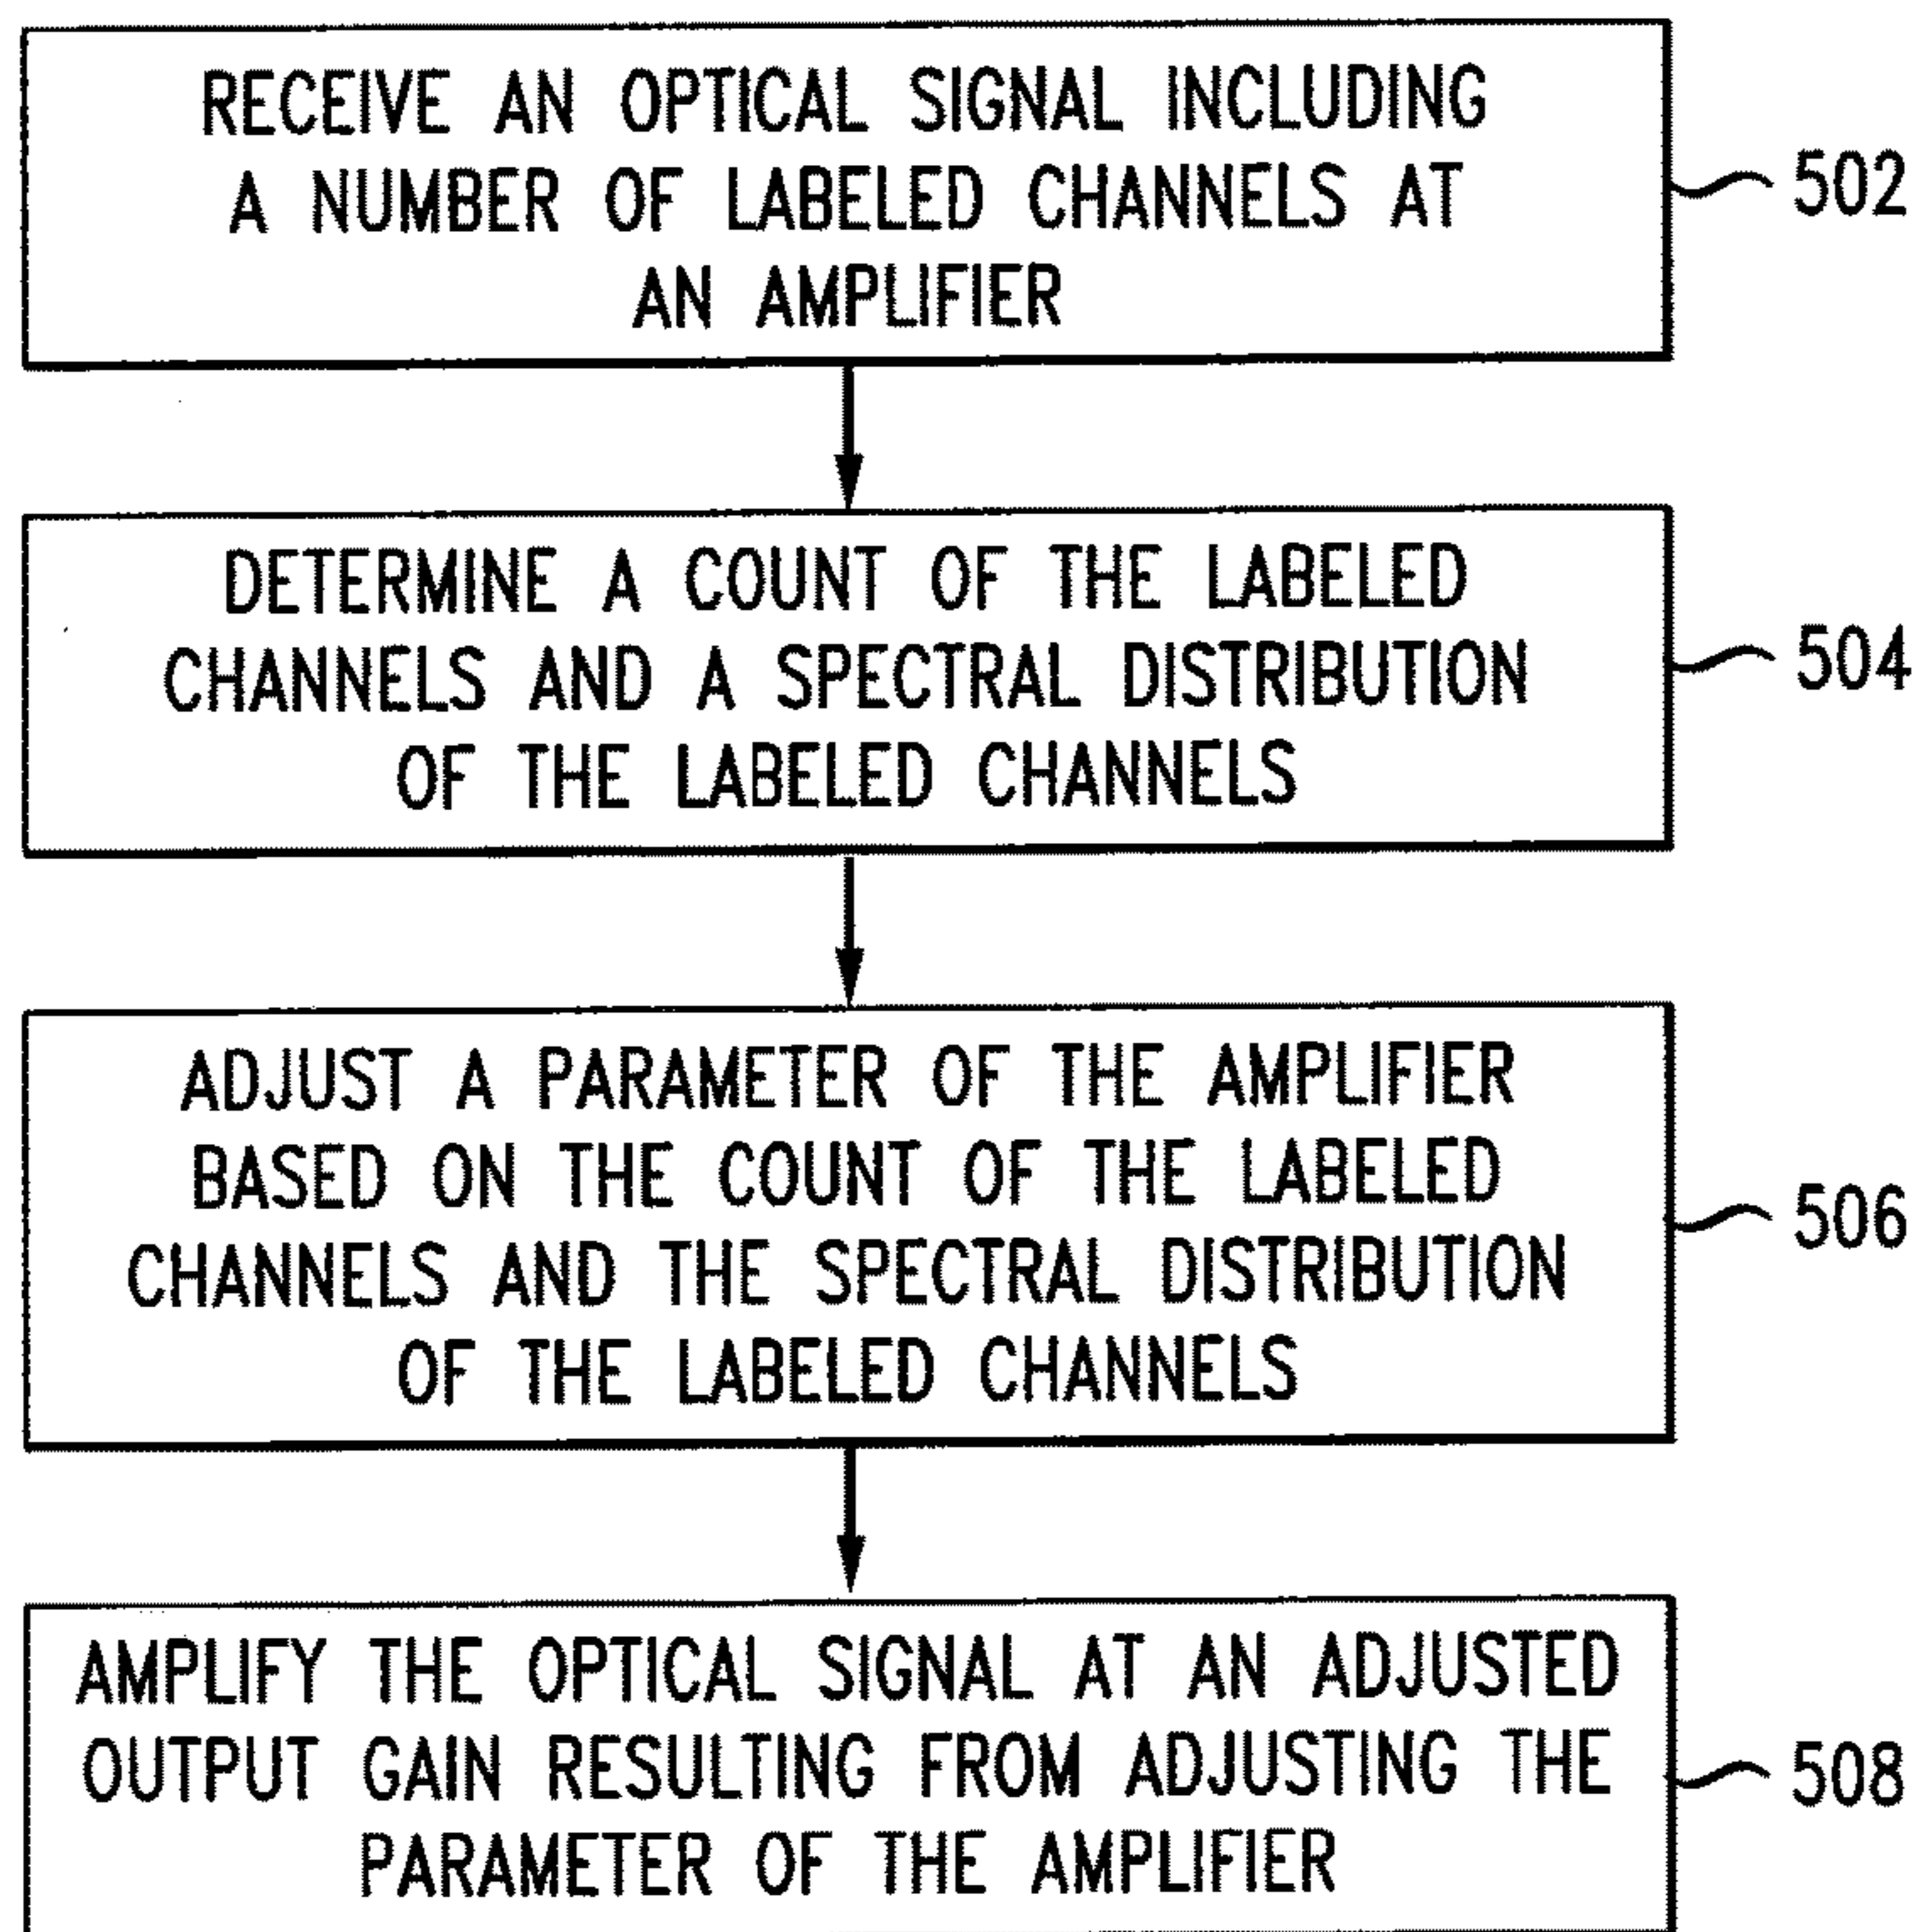 RECEIVE AN OPTICAL SIGNAL INCLUDING
A NUMBER OF LABELED CHANNELS AT
AN AMPLIFIER
502
DETERMINE A COUNT OF THE LABELED
CHANNELS AND A SPECTRAL DISTRIBUTION
OF THE LABELED CHANNELS
504
ADJUST A PARAMETER OF THE AMPLIFIER
BASED ON THE COUNT OF THE LABELED
CHANNELS AND THE SPECTRAL DISTRIBUTION
OF THE LABELED CHANNELS
506
AMPLIFY THE OPTICAL SIGNAL AT AN ADJUSTED
OUTPUT GAIN RESULTING FROM ADJUSTING THE
PARAMETER OF THE AMPLIFIER
508